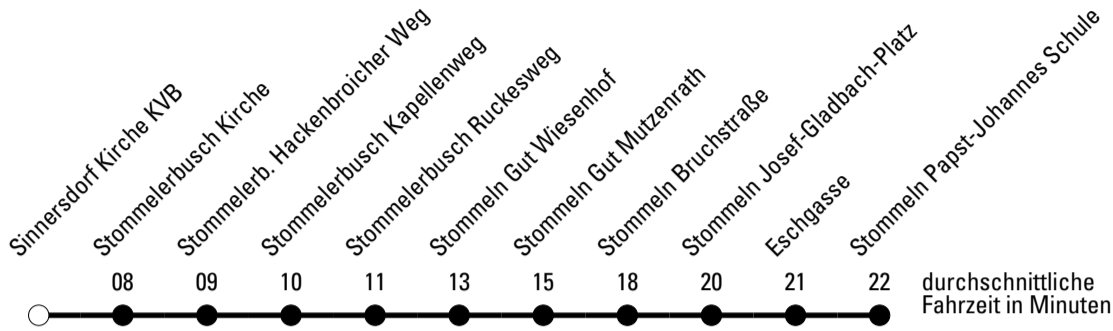 Sinnersdorf Kirche KVB
Stommelerbusch Kirche
Stommelerb. Hackenbroicher Weg
Stommelerbusch Kapellenweg
Stommelerbusch Ruckesweg
Stommeln Gut Wiesenhof
Stommeln Gut Mutzenrath
Stommeln Bruchstraße
Stommeln Josef-Gladbach-Platz
Eschgasse
Stommeln Papst-Johannes Schule
08 09 10 11 13 15 18 20 21 22
durchschnittliche
Fahrzeit in Minuten